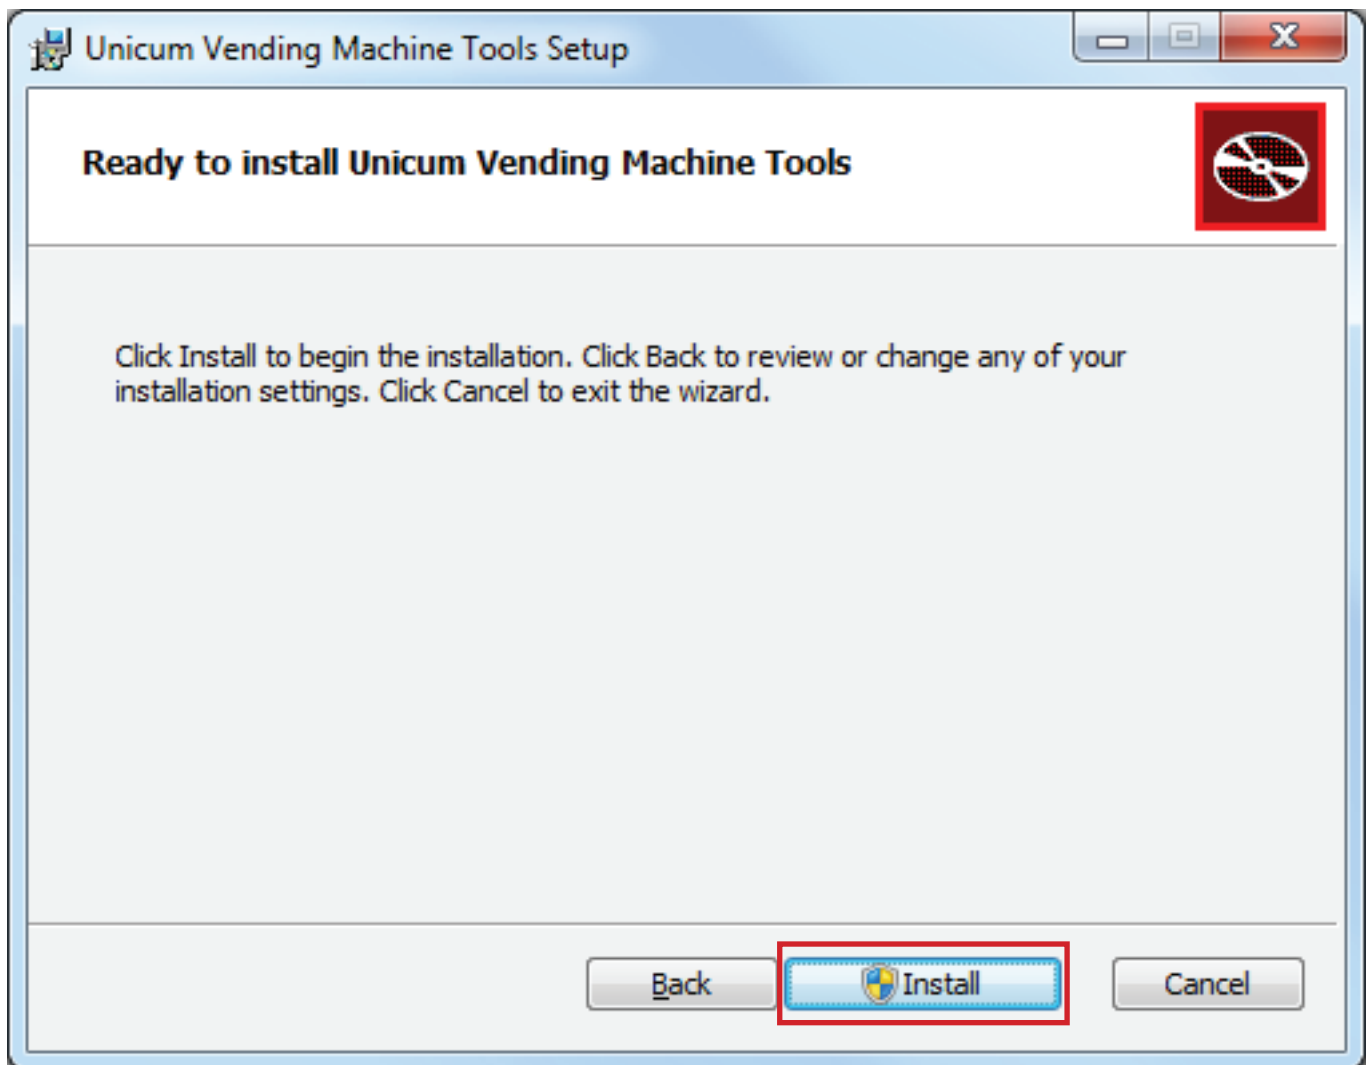 Unicum Vending Machine Tools Setup
Ready to install Unicum Vending Machine Tools
Click Install to begin the installation. Click Back to review or change any of your
installation settings. Click Cancel to exit the wizard.
Back
Install
Cancel